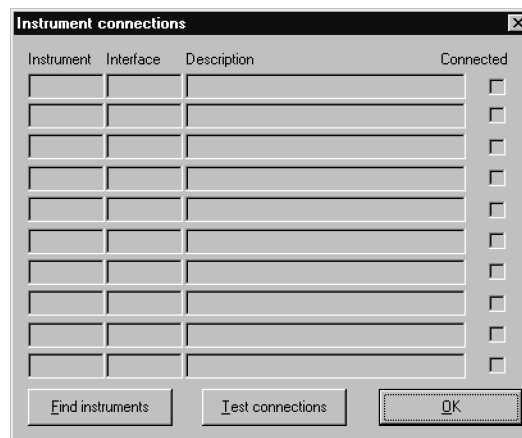 Instrument connections
Instrument Interface Description Connected
Find instruments Test connections OK